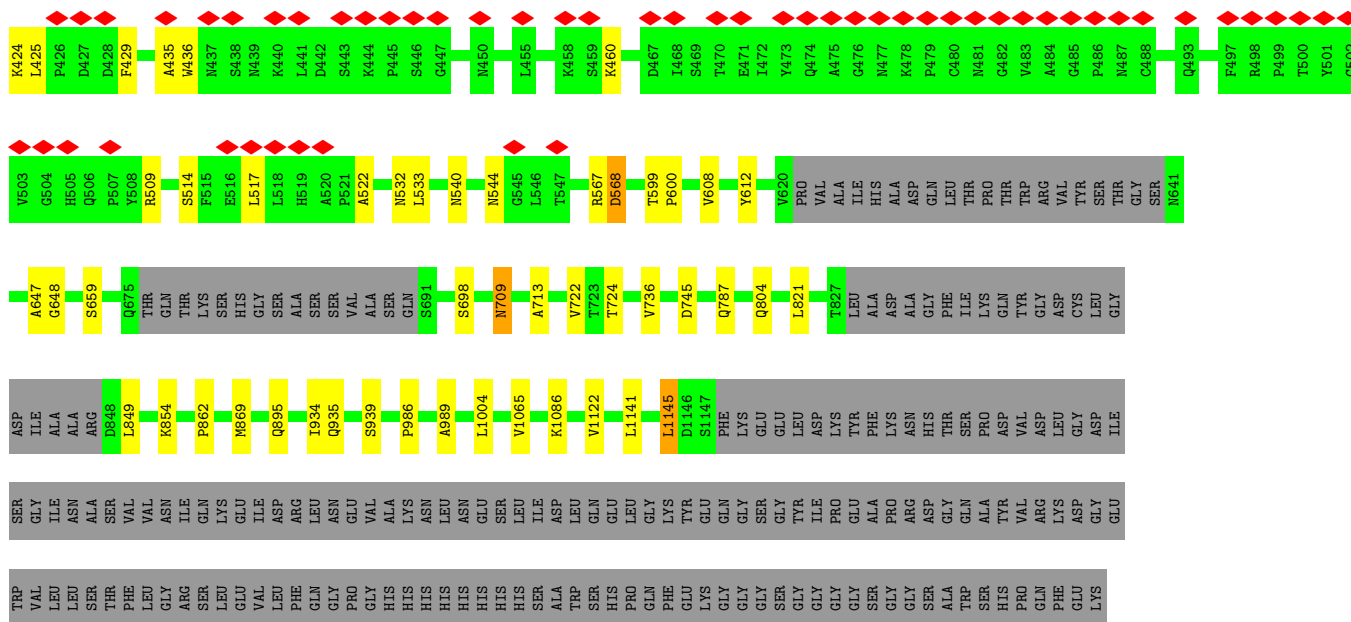 K424 L425 P426 D427 D428 F429 A435 W436 N437 S438 N439 K440 L441 D442 S443 K444 P445 S446 G447 N450 L455 K458 S459 K460 D467 I468 S469 T470 E471 I472 Y473 Q474 A475 G476 N477 K478 P479 C480 N481 G482 V483 A484 G485 P486 N487 C488 Q493 F497 R498 P499 T500 Y501 G502
V503 G504 H505 Q506 P507 Y508 R509 S514 F515 E516 L517 L518 H519 A520 P521 A522 N532 L533 N540 N544 G545 L546 T547 R567 D568 T599 P600 V608 Y612 V620 PRO VAL ALA ILE HIS ALA ASP GLN LEU THR PRO THR TRP ARG VAL TYR SER THR GLY SER N641
A647 G648 S659 Q675 THR GLN THR LYS SER HIS GLY SER ALA SER SER VAL ALA SER GLN S691 S698 N709 A713 V722 T723 T724 V736 D745 Q787 Q804 L821 T827 LEU ALA ASP ALA GLY PHE ILE LYS GLN TYR GLY ASP CYS LEU GLY
ASP ILE ALA ALA ARG D848 L849 K854 P862 M869 Q895 I934 Q935 S939 P986 A989 L1004 V1065 K1086 V1122 L1141 L1145 D1146 S1147 PHE LYS GLU GLU LEU ASP LYS TYR PHE LYS ASN HIS THR SER PRO ASP VAL ASP LEU GLY ASP ILE
SER GLY ILE ASN ALA SER VAL VAL ASN ILE GLN LYS GLU ILE ASP ARG LEU ASN GLU VAL ALA LYS ASN LEU ASN GLU SER LEU ILE ASP LEU GLN GLU LEU GLY LYS TYR GLU GLN GLY SER GLY TYR ILE PRO GLU ALA PRO ARG ASP GLY GLN ALA TYR VAL ARG LYS ASP GLY GLU
TRP VAL LEU LEU SER THR PHE LEU GLY ARG SER LEU GLU VAL LEU PHE GLN GLY PRO GLY HIS HIS HIS HIS HIS HIS HIS HIS SER ALA TRP SER HIS PRO GLN PHE GLU LYS GLY GLY GLY SER GLY GLY GLY GLY SER GLY GLY SER ALA TRP SER HIS PRO GLN PHE GLU LYS